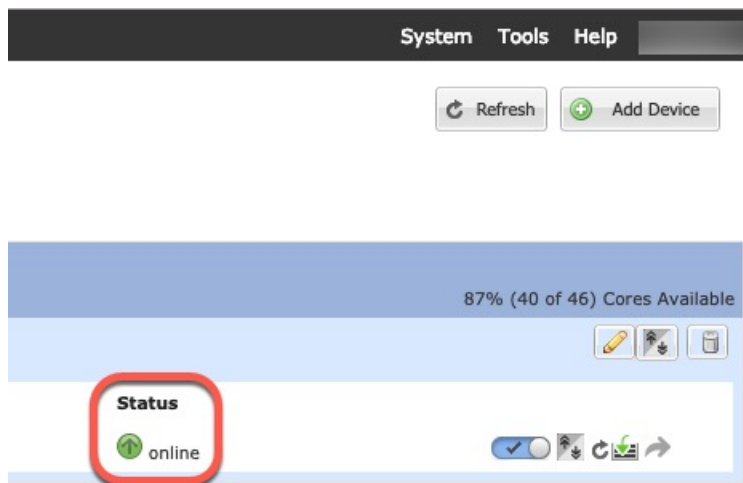 System Tools Help
Refresh Add Device
87% (40 of 46) Cores Available
Status
online